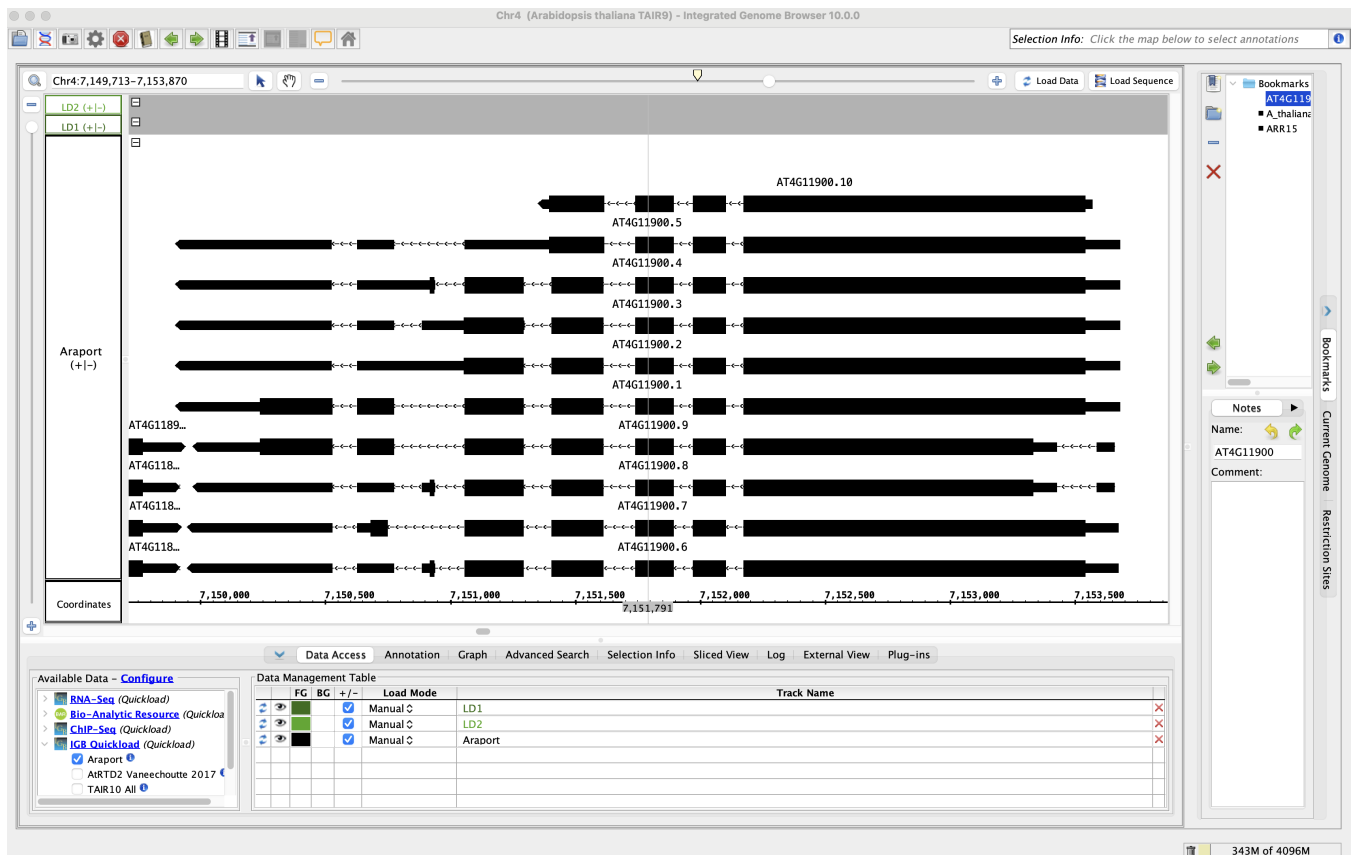 Chr4  (Arabidopsis thaliana TAIR9) - Integrated Genome Browser 10.0.0
Selection Info: Click the map below to select annotations
Chr4:7,149,713-7,153,870
Load Data
Load Sequence
LD2 (+|-)
LD1 (+|-)
Araport
(+|-)
AT4G11900.10
AT4G11900.5
AT4G11900.4
AT4G11900.3
AT4G11900.2
AT4G11900.1
AT4G1189... AT4G11900.9
AT4G118... AT4G11900.8
AT4G118... AT4G11900.7
AT4G118... AT4G11900.6
Coordinates
7,150,000 7,150,500 7,151,000 7,151,500 7,152,000 7,152,500 7,153,000 7,153,500
7,151,791
Bookmarks
AT4G119
A_thaliana
ARR15
Notes
Name:
AT4G11900
Comment:
Bookmarks
Current Genome
Restriction Sites
Data Access Annotation Graph Advanced Search Selection Info Sliced View Log External View Plug-ins
Available Data - Configure
RNA-Seq (Quickload)
Bio-Analytic Resource (Quickloa
ChIP-Seq (Quickload)
IGB Quickload (Quickload)
Araport
AtRTD2 Vaneechoutte 2017
TAIR10 All
Data Management Table
FG BG +/- Load Mode Track Name
Manual LD1
Manual LD2
Manual Araport
343M of 4096M